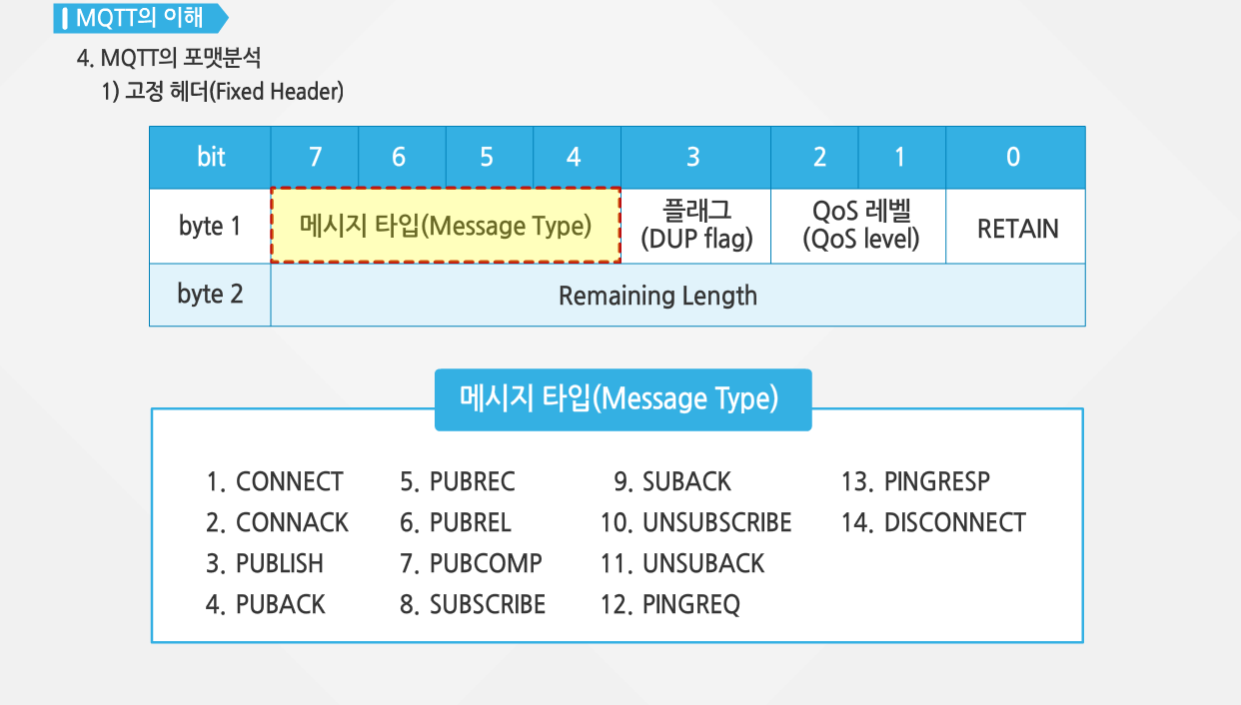 MQTT의 이해
4. MQTT의 포맷분석
1) 고정 헤더(Fixed Header)
bit 7 6 5 4 3 2 1 0
byte 1 메시지 타입(Message Type) 플래그 (DUP flag) QoS 레벨 (QoS level) RETAIN
byte 2 Remaining Length
메시지 타입(Message Type)
1. CONNECT 5. PUBREC 9. SUBACK 13. PINGRESP
2. CONNACK 6. PUBREL 10. UNSUBSCRIBE 14. DISCONNECT
3. PUBLISH 7. PUBCOMP 11. UNSUBACK
4. PUBACK 8. SUBSCRIBE 12. PINGREQ